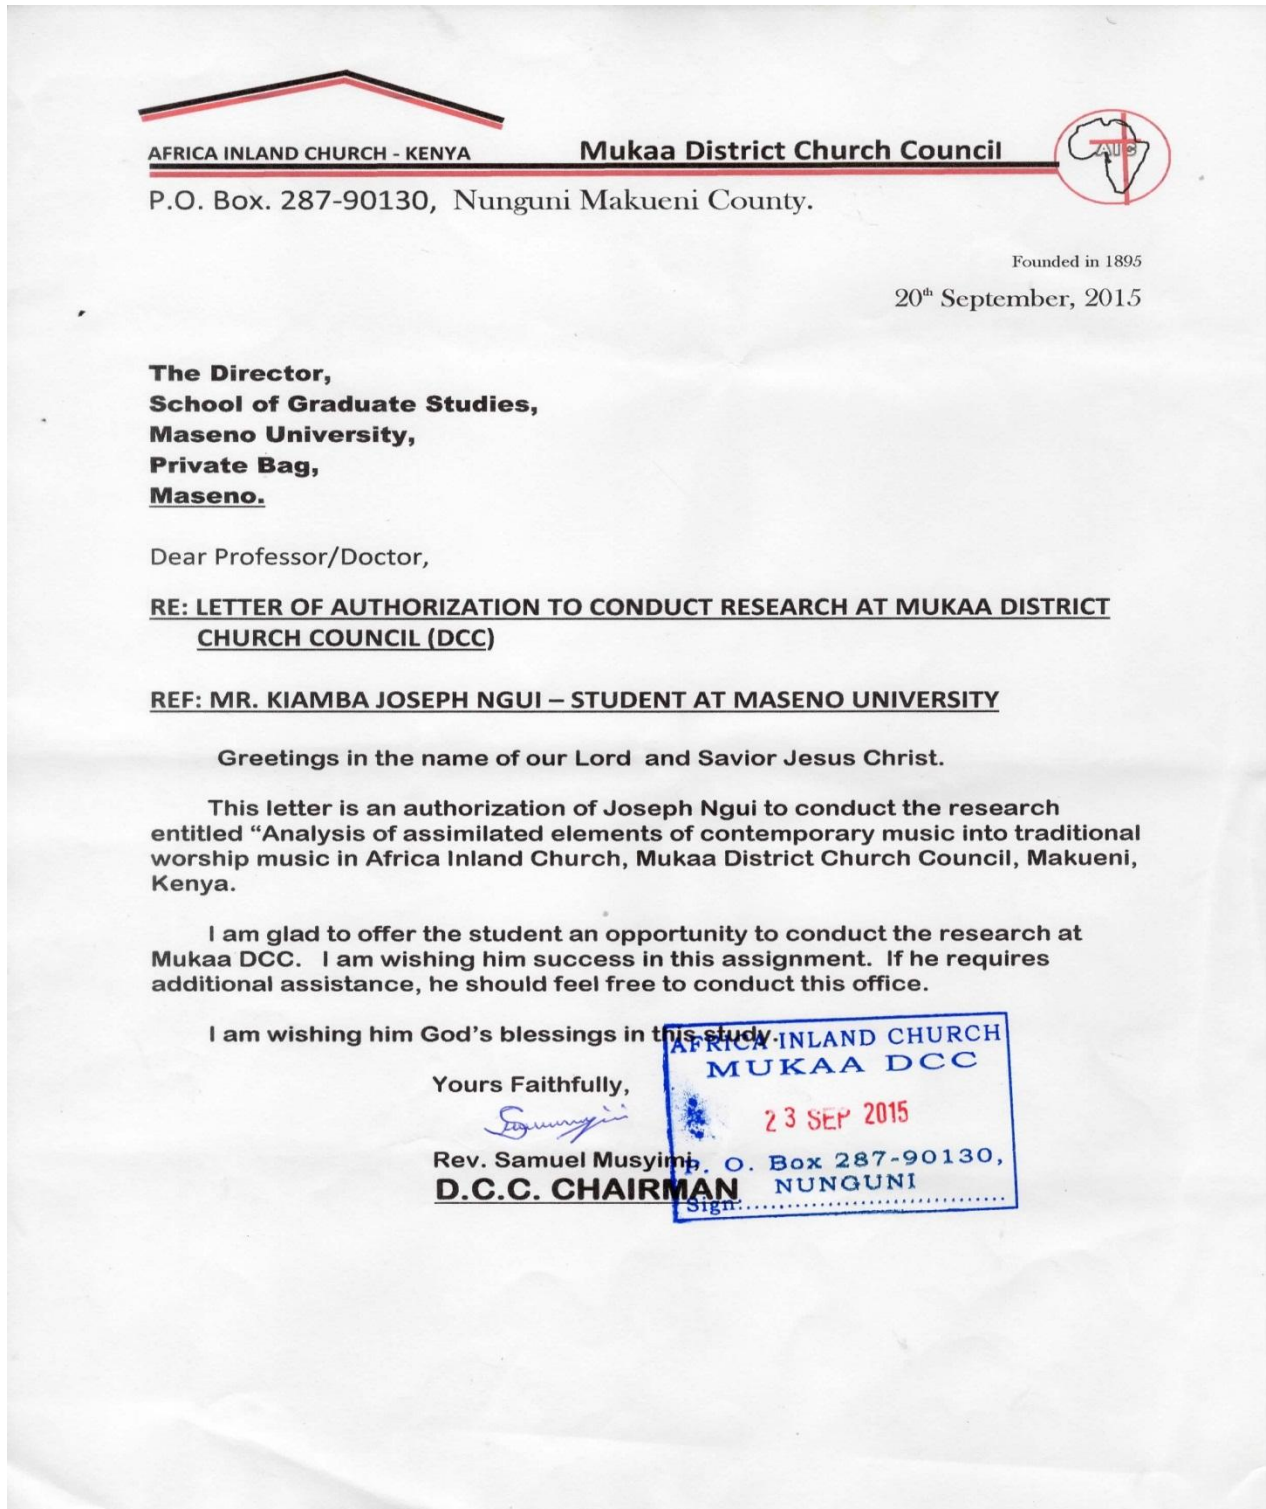 AFRICA INLAND CHURCH - KENYA Mukaa District Church Council
AIC
P.O. Box. 287-90130, Nunguni Makueni County.
Founded in 1895
20th September, 2015
The Director,
School of Graduate Studies,
Maseno University,
Private Bag,
Maseno.
Dear Professor/Doctor,
RE: LETTER OF AUTHORIZATION TO CONDUCT RESEARCH AT MUKAA DISTRICT
CHURCH COUNCIL (DCC)
REF: MR. KIAMBA JOSEPH NGUI – STUDENT AT MASENO UNIVERSITY
Greetings in the name of our Lord and Savior Jesus Christ.
This letter is an authorization of Joseph Ngui to conduct the research
entitled “Analysis of assimilated elements of contemporary music into traditional
worship music in Africa Inland Church, Mukaa District Church Council, Makueni,
Kenya.
I am glad to offer the student an opportunity to conduct the research at
Mukaa DCC. I am wishing him success in this assignment. If he requires
additional assistance, he should feel free to conduct this office.
I am wishing him God’s blessings in this study.
Yours Faithfully,
Rev. Samuel Musyimi,
D.C.C. CHAIRMAN
AFRICA INLAND CHURCH
MUKAA DCC
23 SEP 2015
P. O. Box 287-90130,
NUNGUNI
Sign:....................................